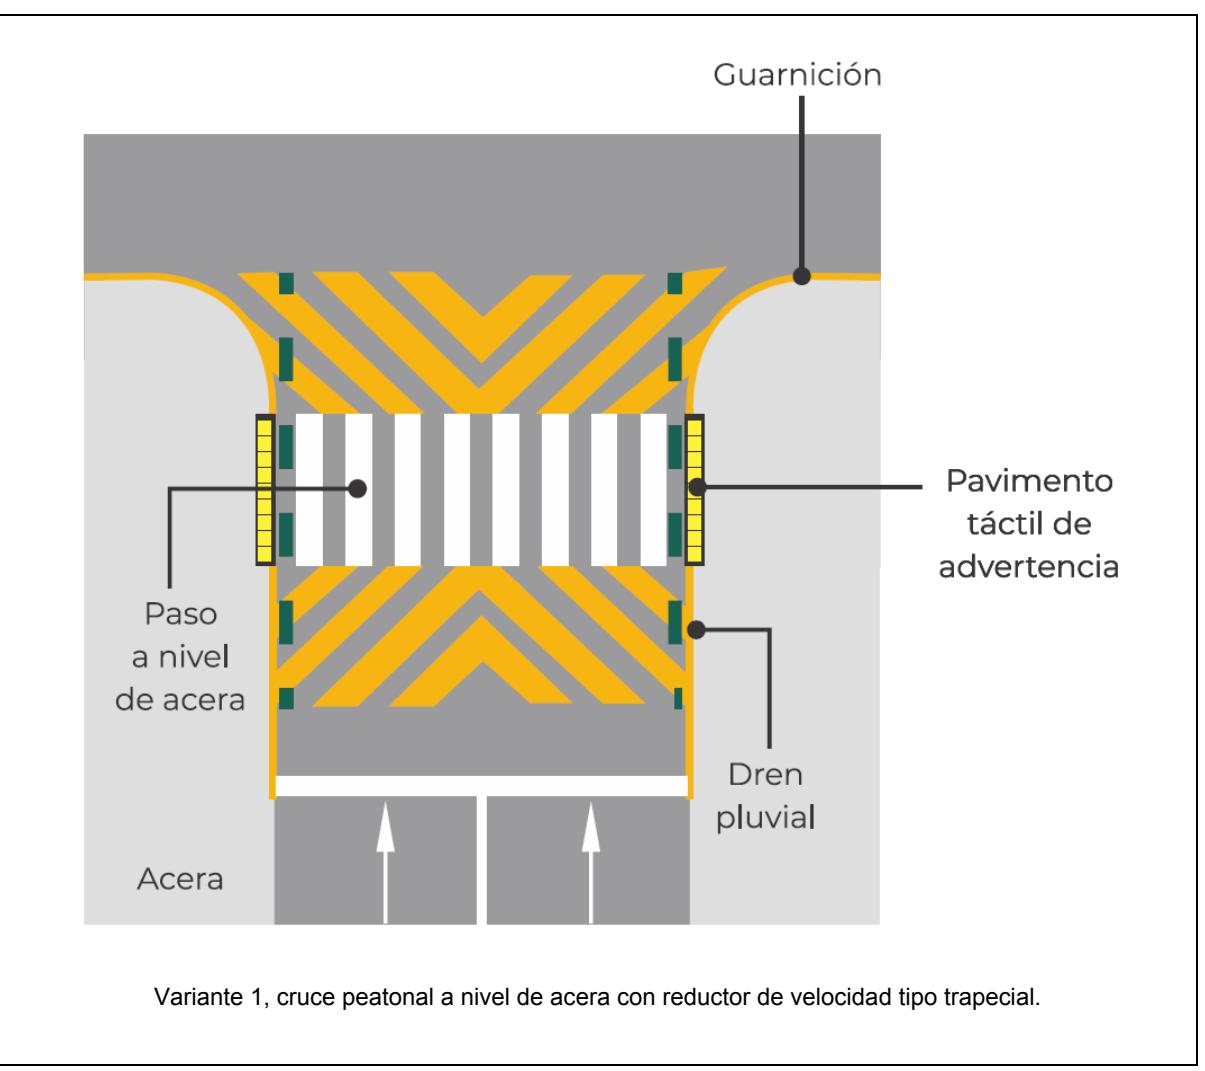 Guarnición
Pavimento
táctil de
advertencia
Paso
a nivel
de acera
Dren
pluvial
Acera
Variante 1, cruce peatonal a nivel de acera con reductor de velocidad tipo trapecial.